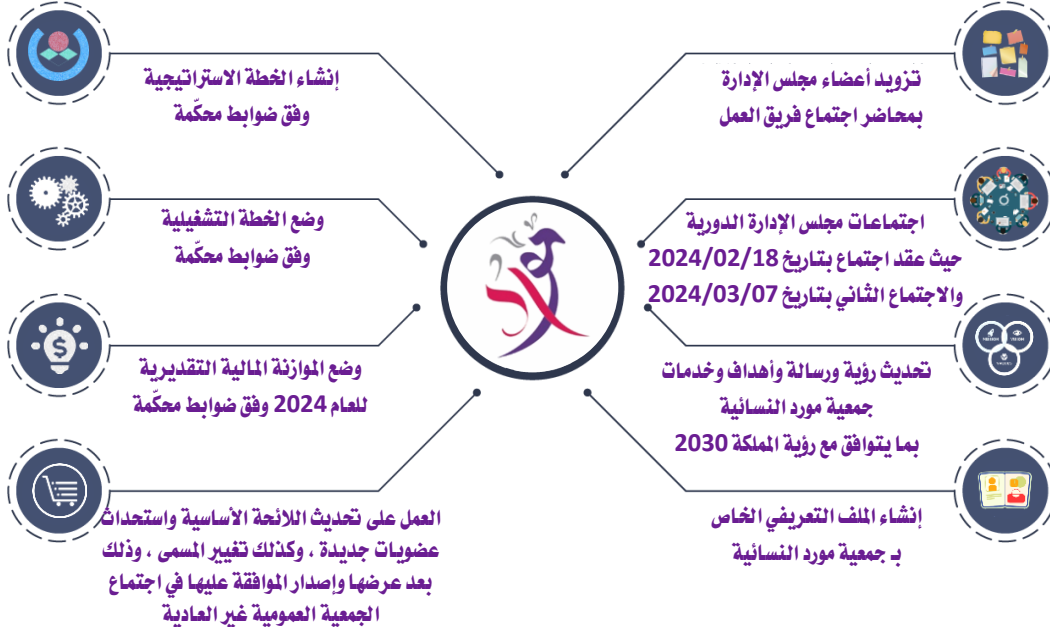 تزويد أعضاء مجلس الإدارة
بمحاضر اجتماع فريق العمل
اجتماعات مجلس الإدارة الدورية
حيث عقد اجتماع بتاريخ 2024/02/18
والاجتماع الثاني بتاريخ 2024/03/07
تحديث رؤية ورسالة وأهداف وخدمات
جمعية مورد النسائية
بما يتوافق مع رؤية المملكة 2030
إنشاء الملف التعريفي الخاص
بـ جمعية مورد النسائية
إنشاء الخطة الاستراتيجية
وفق ضوابط محكّمة
وضع الخطة التشغيلية
وفق ضوابط محكّمة
وضع الموازنة المالية التقديرية
للعام 2024 وفق ضوابط محكّمة
العمل على تحديث اللائحة الأساسية واستحداث
عضويات جديدة ، وكذلك تغيير المسمى ، وذلك
بعد عرضها وإصدار الموافقة عليها في اجتماع
الجمعية العمومية غير العادية